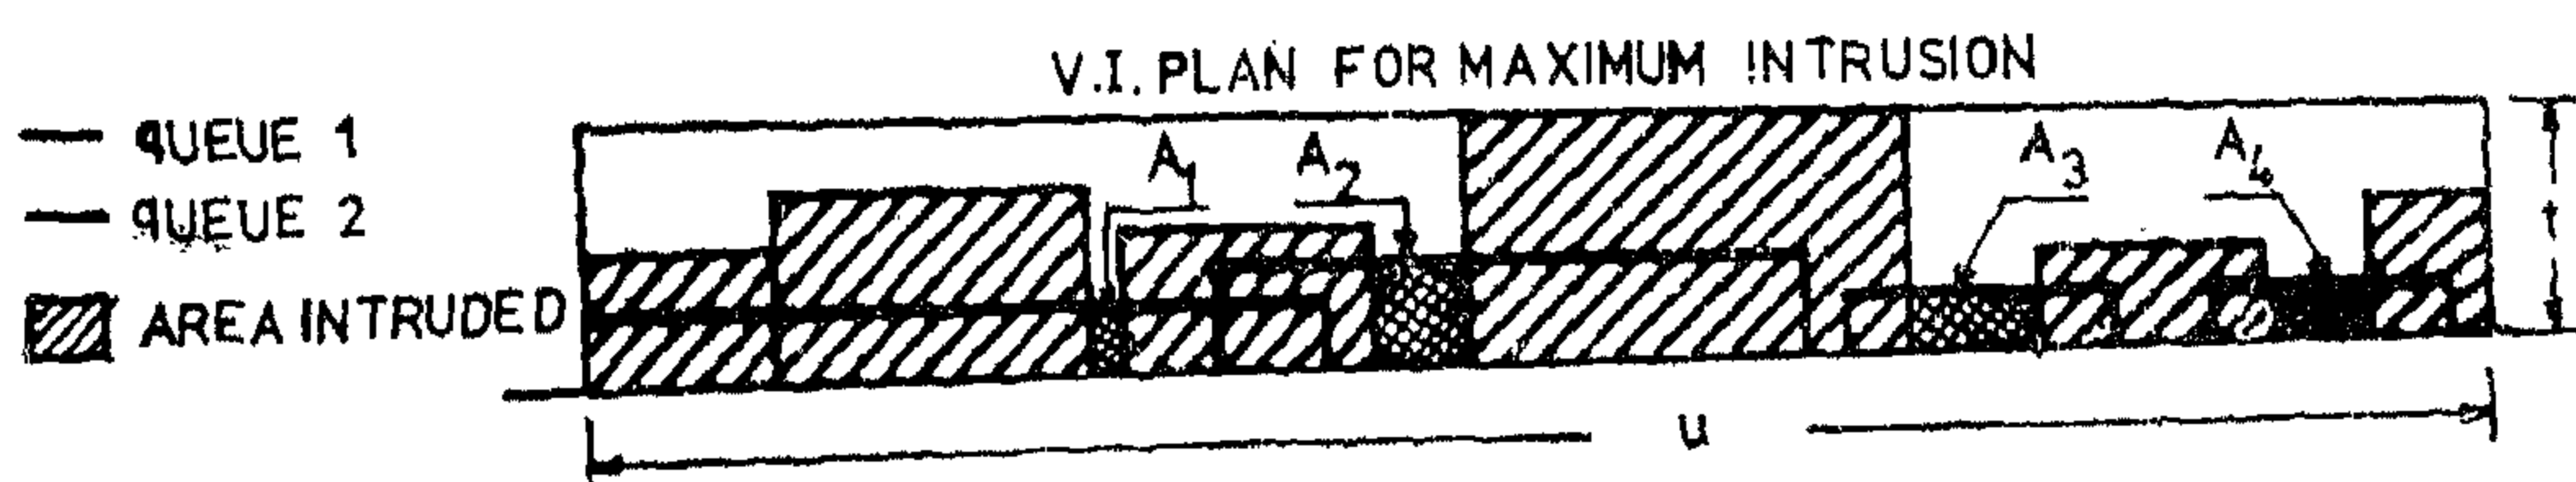 V.I. PLAN FOR MAXIMUM INTRUSION
QUEUE 1
QUEUE 2
AREA INTRUDED
A1
A2
A3
A4
t
u